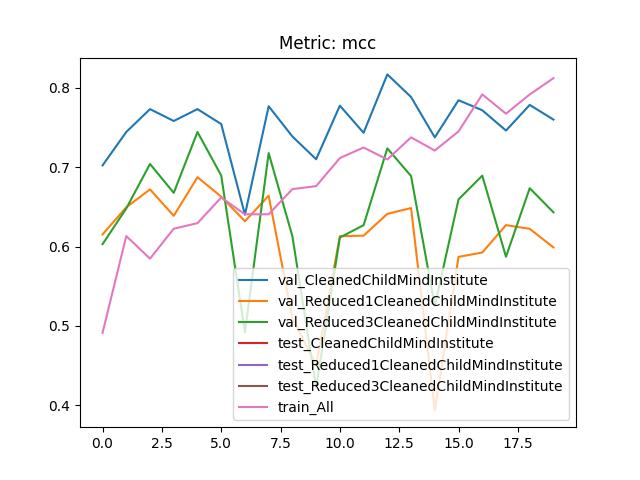 Metric: mcc
0.8
0.7
0.6
0.5
0.4
0.0
2.5
5.0
7.5
10.0
12.5
15.0
17.5
val_CleanedChildMindInstitute
val_Reduced1CleanedChildMindInstitute
val_Reduced3CleanedChildMindInstitute
test_CleanedChildMindInstitute
test_Reduced1CleanedChildMindInstitute
test_Reduced3CleanedChildMindInstitute
train_All